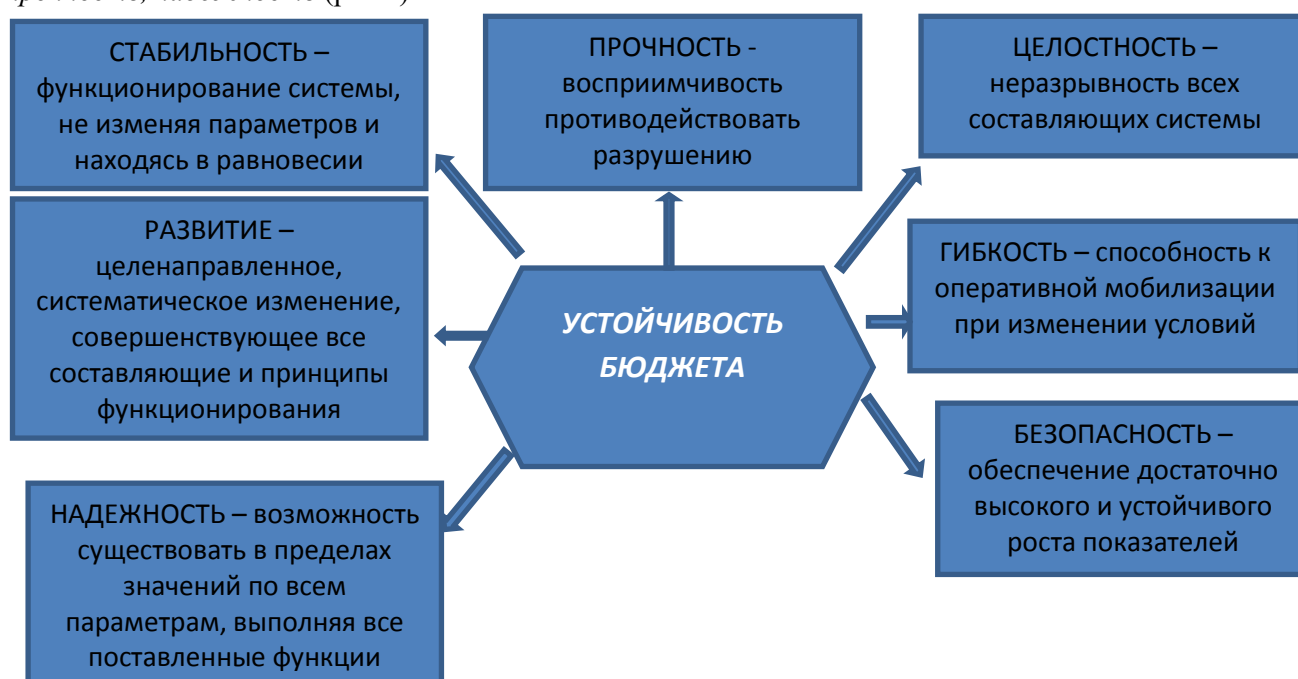 СТАБИЛЬНОСТЬ –
функционирование системы,
не изменяя параметров и
находясь в равновесии
ПРОЧНОСТЬ -
восприимчивость
противодействовать
разрушению
ЦЕЛОСТНОСТЬ –
неразрывность всех
составляющих системы
РАЗВИТИЕ –
целенаправленное,
систематическое изменение,
совершенствующее все
составляющие и принципы
функционирования
УСТОЙЧИВОСТЬ
БЮДЖЕТА
ГИБКОСТЬ – способность к
оперативной мобилизации
при изменении условий
НАДЕЖНОСТЬ – возможность
существовать в пределах
значений по всем
параметрам, выполняя все
поставленные функции
БЕЗОПАСНОСТЬ –
обеспечение достаточно
высокого и устойчивого
роста показателей